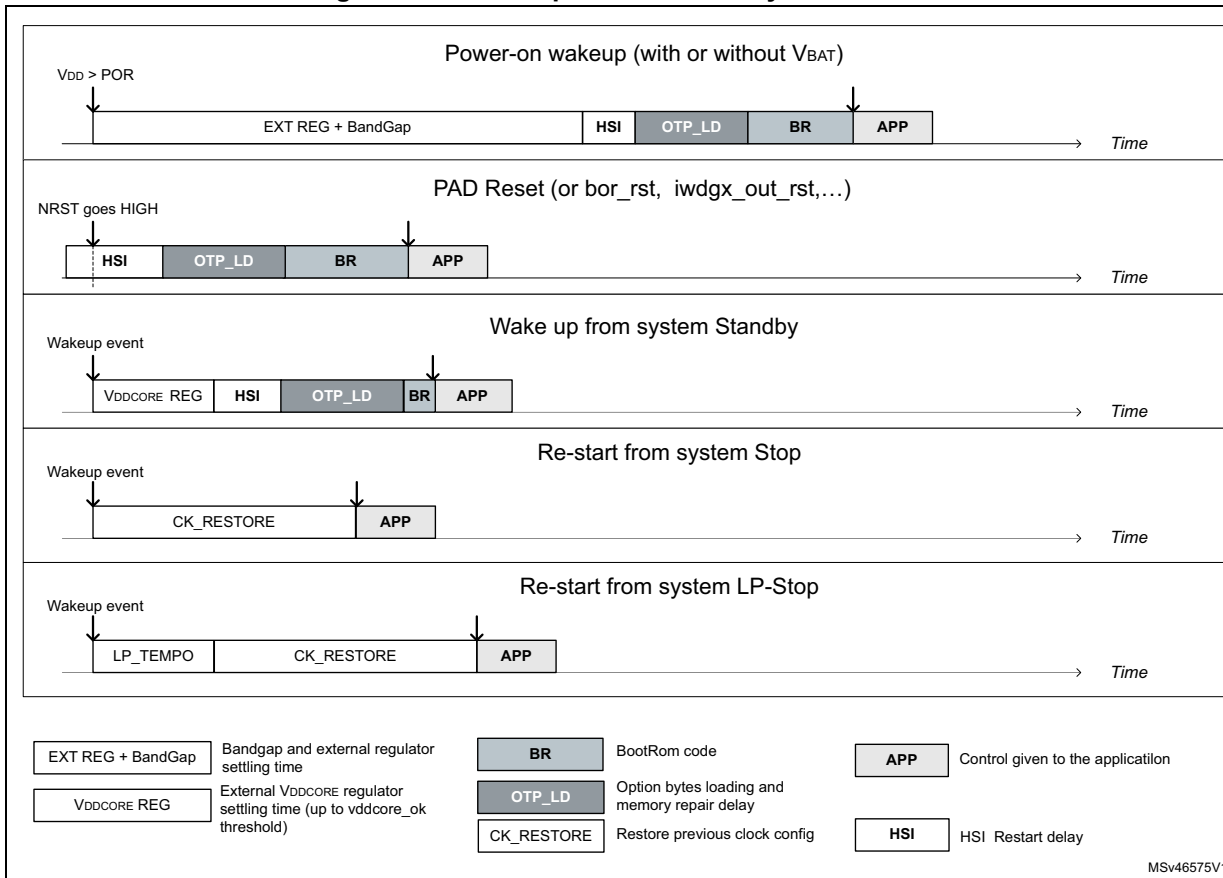 Power-on wakeup (with or without VBAT)
VDD > POR
EXT REG + BandGap HSI OTP_LD BR APP
Time
PAD Reset (or bor_rst, iwdgx_out_rst,…)
NRST goes HIGH
HSI OTP_LD BR APP
Time
Wake up from system Standby
Wakeup event
VDDCORE REG HSI OTP_LD BR APP
Time
Re-start from system Stop
Wakeup event
CK_RESTORE APP
Time
Re-start from system LP-Stop
Wakeup event
LP_TEMPO CK_RESTORE APP
Time
EXT REG + BandGap
Bandgap and external regulator
settling time
VDDCORE REG
External VDDCORE regulator
settling time (up to vddcore_ok
threshold)
BR BootRom code
OTP_LD
Option bytes loading and
memory repair delay
CK_RESTORE Restore previous clock config
APP Control given to the applicatilon
HSI HSI Restart delay
MSv46575V1